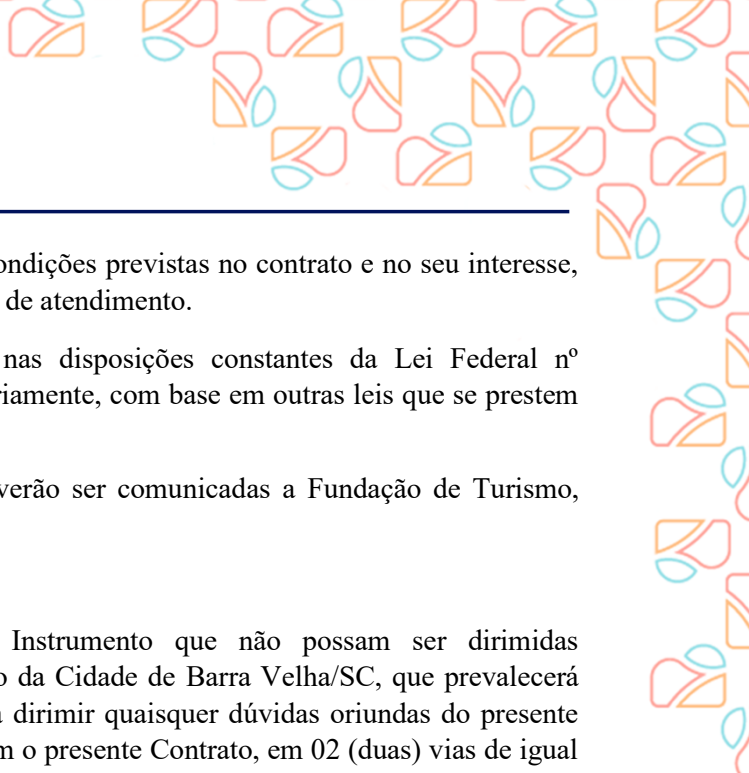 ondições previstas no contrato e no seu interesse,
de atendimento.
nas disposições constantes da Lei Federal nº
riamente, com base em outras leis que se prestem
verão ser comunicadas a Fundação de Turismo,
Instrumento que não possam ser dirimidas
o da Cidade de Barra Velha/SC, que prevalecerá
a dirimir quaisquer dúvidas oriundas do presente
m o presente Contrato, em 02 (duas) vias de igual